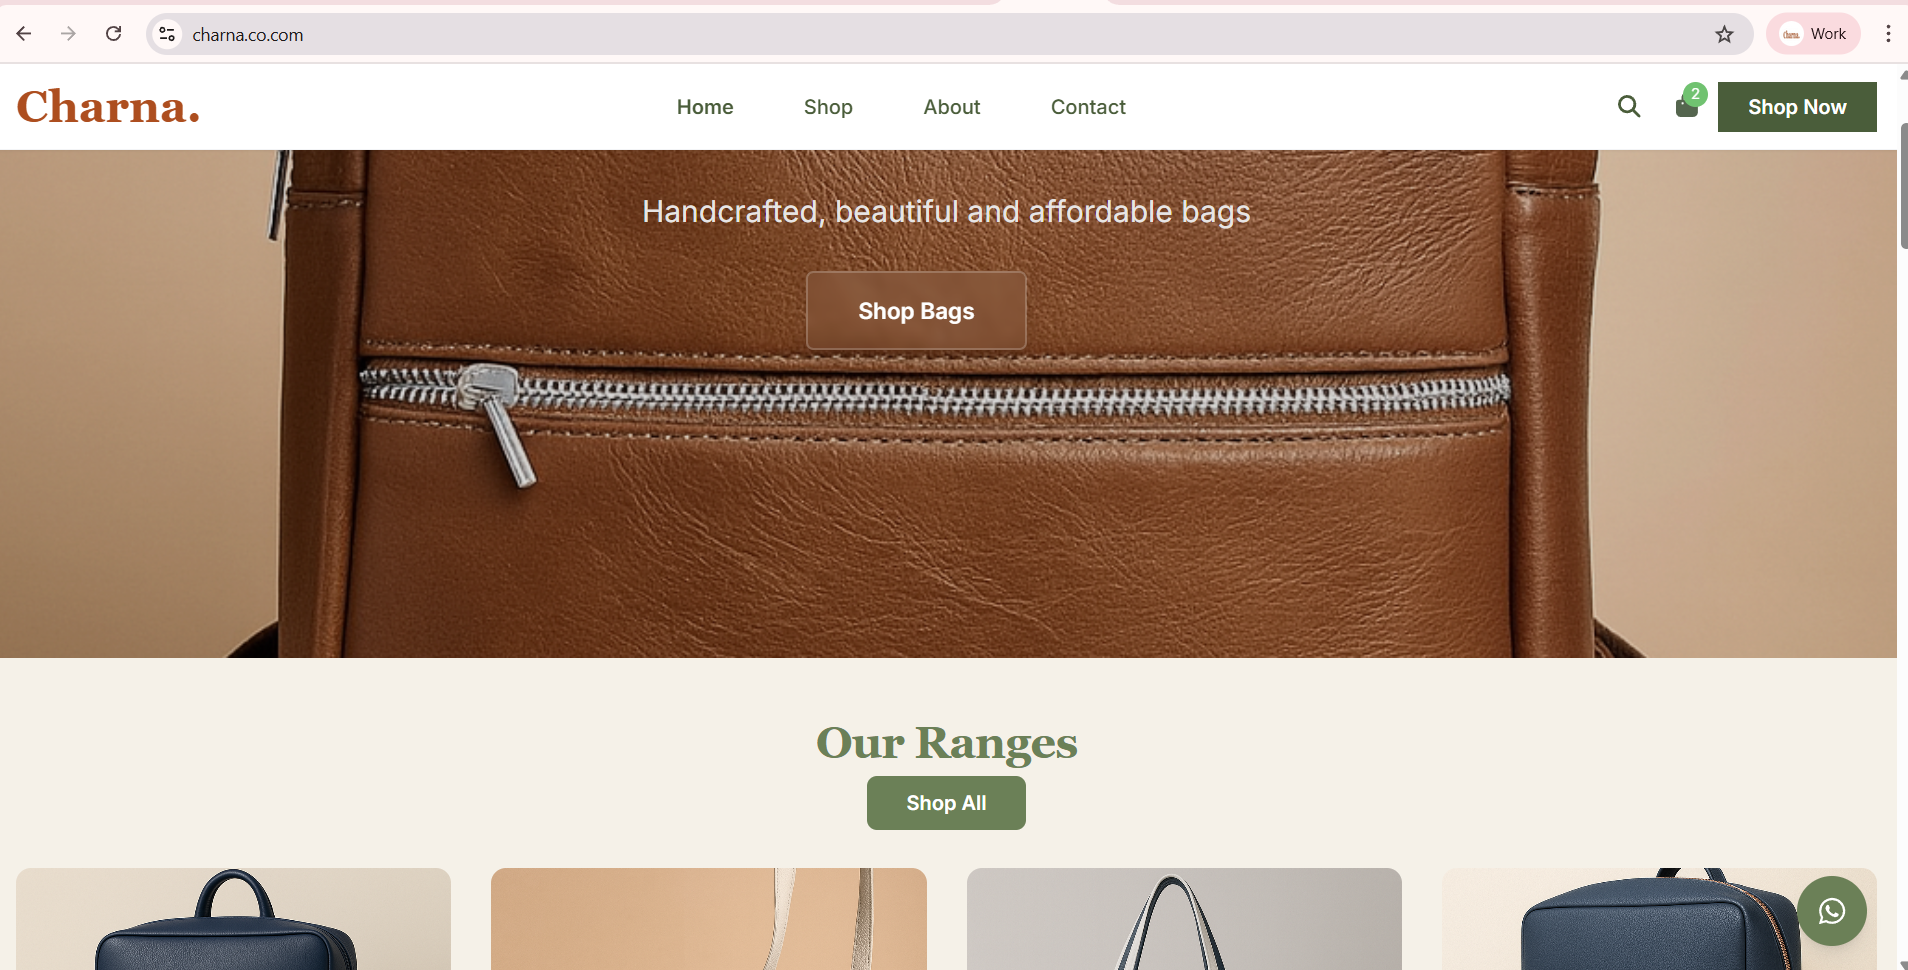 charna.co.com
Work
Charna.
Home
Shop
About
Contact
2
Shop Now
Handcrafted, beautiful and affordable bags
Shop Bags
Our Ranges
Shop All